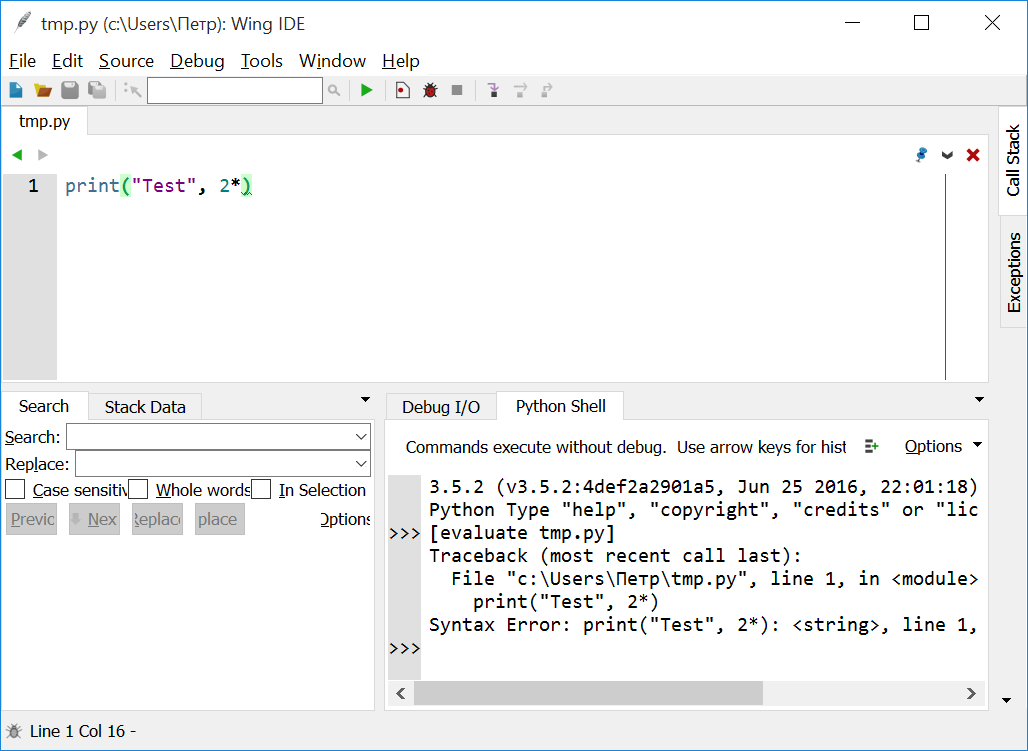 tmp.py (c:\Users\Петр): Wing IDE
File Edit Source Debug Tools Window Help
tmp.py
1 print("Test", 2*)
Call Stack
Exceptions
Search Stack Data
Search:
Replace:
Case sensitiv Whole words In Selection
Previc Nex Replac place Options
Debug I/O Python Shell
Commands execute without debug. Use arrow keys for hist Options
3.5.2 (v3.5.2:4def2a2901a5, Jun 25 2016, 22:01:18)
Python Type "help", "copyright", "credits" or "lic
>>> [evaluate tmp.py]
Traceback (most recent call last):
File "c:\Users\Петр\tmp.py", line 1, in <module>
print("Test", 2*)
Syntax Error: print("Test", 2*): <string>, line 1,
>>>
Line 1 Col 16 -